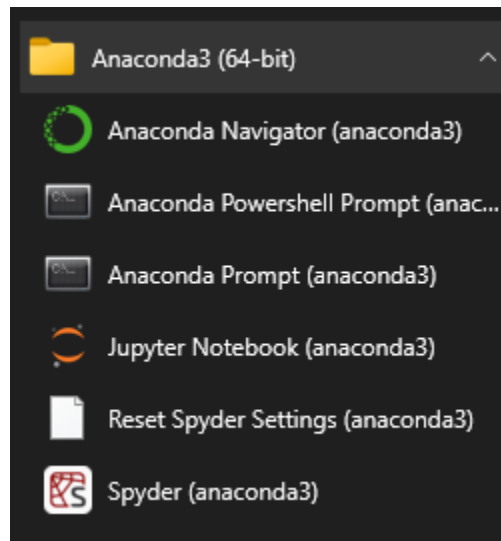 Anaconda3 (64-bit)
Anaconda Navigator (anaconda3)
Anaconda Powershell Prompt (anac...
Anaconda Prompt (anaconda3)
Jupyter Notebook (anaconda3)
Reset Spyder Settings (anaconda3)
Spyder (anaconda3)